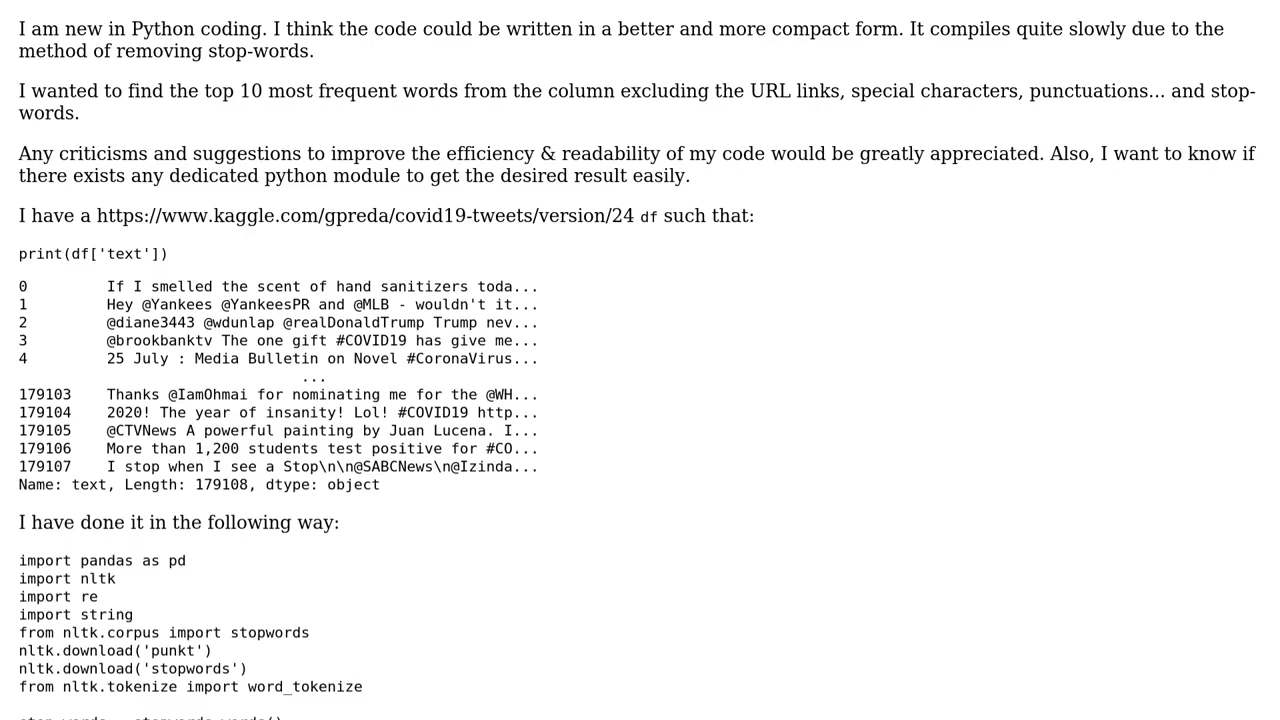 I am new in Python coding. I think the code could be written in a better and more compact form. It compiles quite slowly due to the
method of removing stop-words.
I wanted to find the top 10 most frequent words from the column excluding the URL links, special characters, punctuations... and stop-
words.
Any criticisms and suggestions to improve the efficiency & readability of my code would be greatly appreciated. Also, I want to know if
there exists any dedicated python module to get the desired result easily.
I have a https://www.kaggle.com/gpreda/covid19-tweets/version/24 df such that:
print(df['text'])
0         If I smelled the scent of hand sanitizers toda...
1         Hey @Yankees @YankeesPR and @MLB - wouldn't it...
2         @diane3443 @wdunlap @realDonaldTrump Trump nev...
3         @brookbanktv The one gift #COVID19 has give me...
4         25 July : Media Bulletin on Novel #CoronaVirus...
...
179103    Thanks @IamOhmai for nominating me for the @WH...
179104    2020! The year of insanity! Lol! #COVID19 http...
179105    @CTVNews A powerful painting by Juan Lucena. I...
179106    More than 1,200 students test positive for #CO...
179107    I stop when I see a Stop\n\n@SABCNews\n@Izinda...
Name: text, Length: 179108, dtype: object
I have done it in the following way:
import pandas as pd
import nltk
import re
import string
from nltk.corpus import stopwords
nltk.download('punkt')
nltk.download('stopwords')
from nltk.tokenize import word_tokenize